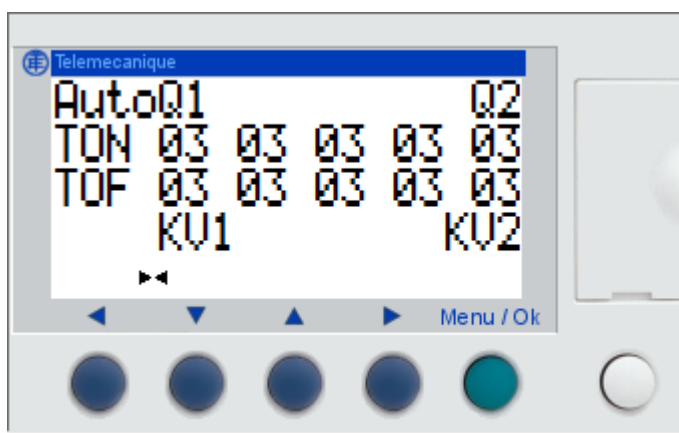 Telemecanique
AutoQ1 Q2
TON 03 03 03 03 03
TOF 03 03 03 03 03
KV1 KV2
Menu / Ok